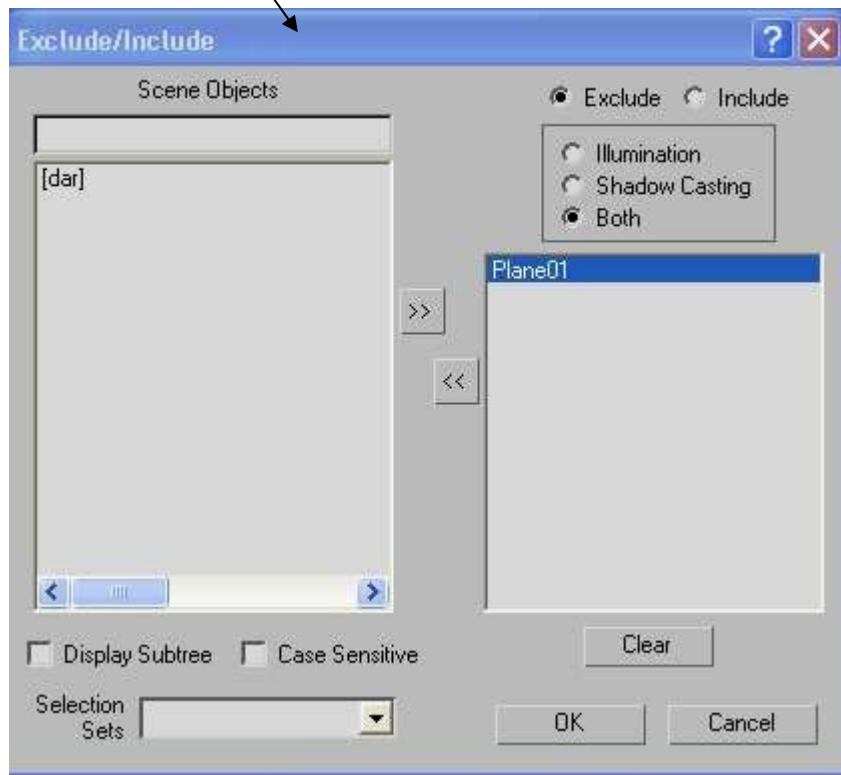 Exclude/Include
Scene Objects
Exclude Include
Illumination
Shadow Casting
Both
[dar]
Plane01
>>
<<
Display Subtree Case Sensitive
Clear
Selection
Sets
OK Cancel